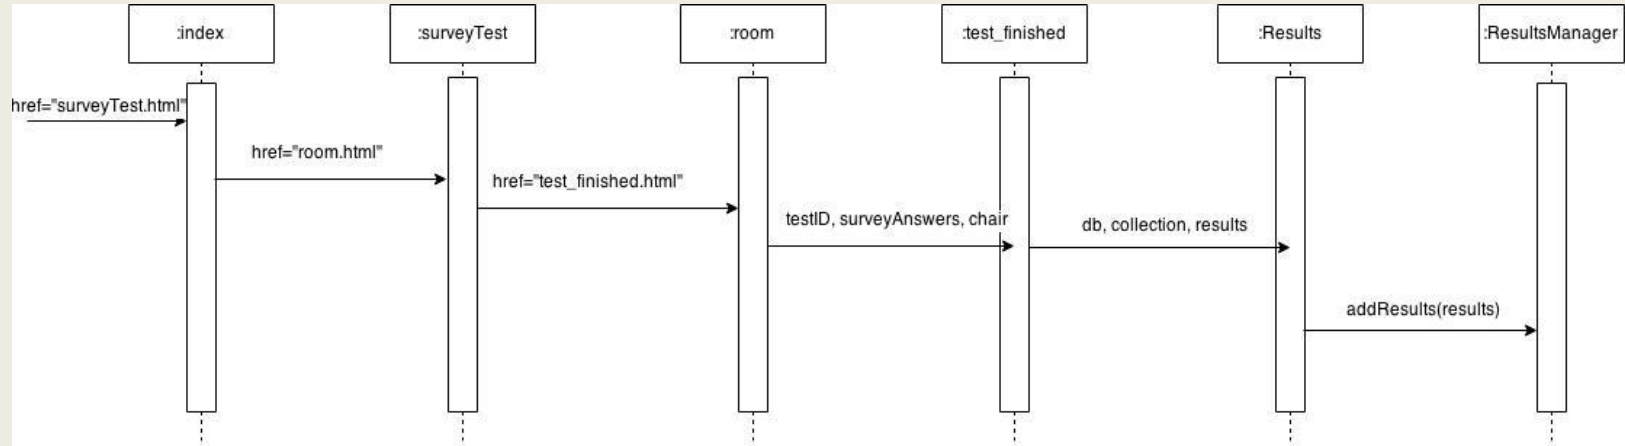 :index
:surveyTest
:room
:test_finished
:Results
:ResultsManager
href="surveyTest.html"
href="room.html"
href="test_finished.html"
testID, surveyAnswers, chair
db, collection, results
addResults(results)